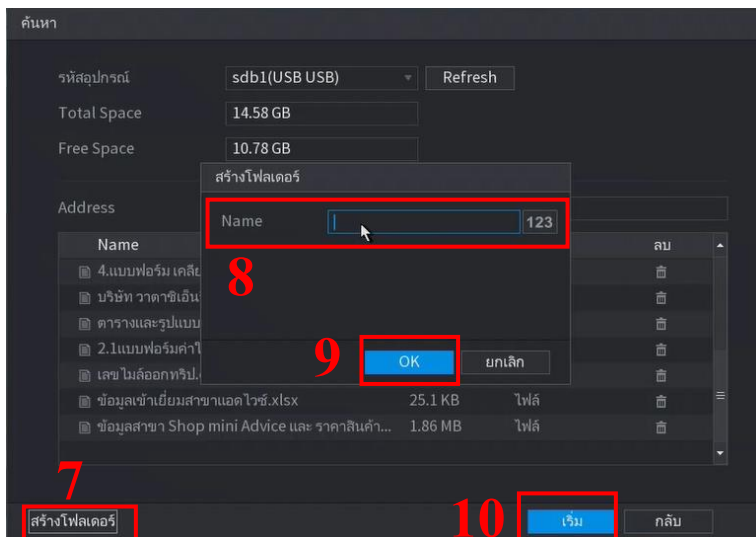 ค้นหา
รหัสอุปกรณ์ sdb1(USB USB) Refresh
Total Space 14.58 GB
Free Space 10.78 GB
สร้างโฟลเดอร์
Address
Name 123
Name ลบ
8
4.แบบฟอร์ม
บริษัท วาตาชิเอ็น
ตารางและรูปแบบ
2.1แบบฟอร์มค่าใ
9 OK ยกเลิก
เลขไมล์ออกทริป.
ข้อมูลเข้าเยี่ยมสาขาแอดไวซ์.xlsx 25.1 KB ไฟล์
ข้อมูลสาขา Shop mini Advice และ ราคาสินค้า... 1.86 MB ไฟล์
7
สร้างโฟลเดอร์ 10 เริ่ม กลับ